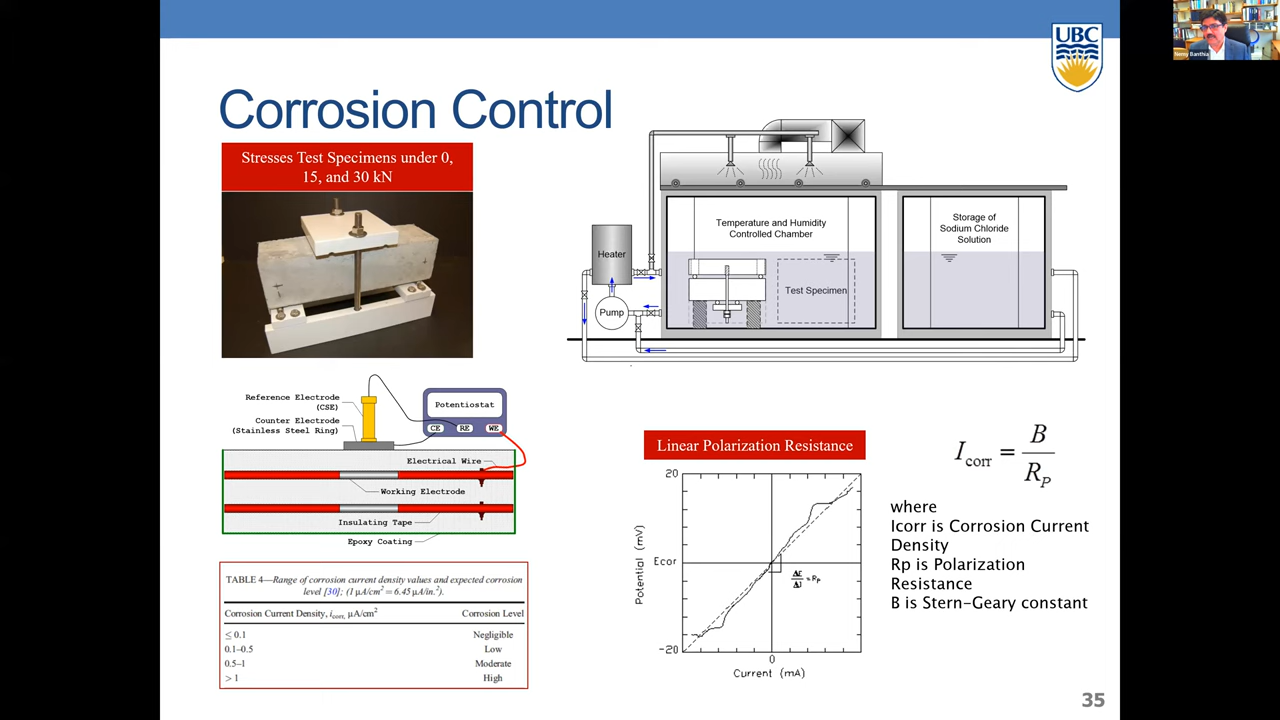 UBC
Nemy Banthia
Corrosion Control
Stresses Test Specimens under 0,
15, and 30 kN
Temperature and Humidity
Controlled Chamber
Storage of
Sodium Chloride
Solution
Heater
Pump
Test Specimen
Reference Electrode
(CSE)
Counter Electrode
(Stainless Steel Ring)
Potentiostat
CE RE WE
Electrical Wire
Working Electrode
Insulating Tape
Epoxy Coating
TABLE 4—Range of corrosion current density values and expected corrosion
level [30]; (1 μA/cm² = 6.45 μA/in.²).
Corrosion Current Density, icorr, μA/cm² Corrosion Level
≤ 0.1 Negligible
0.1–0.5 Low
0.5–1 Moderate
> 1 High
Linear Polarization Resistance
20
Potential (mV)
Ecor
ΔE/ΔI = Rp
-20
0
Current (mA)
Icorr = B/RP
where
Icorr is Corrosion Current
Density
Rp is Polarization
Resistance
B is Stern-Geary constant
35